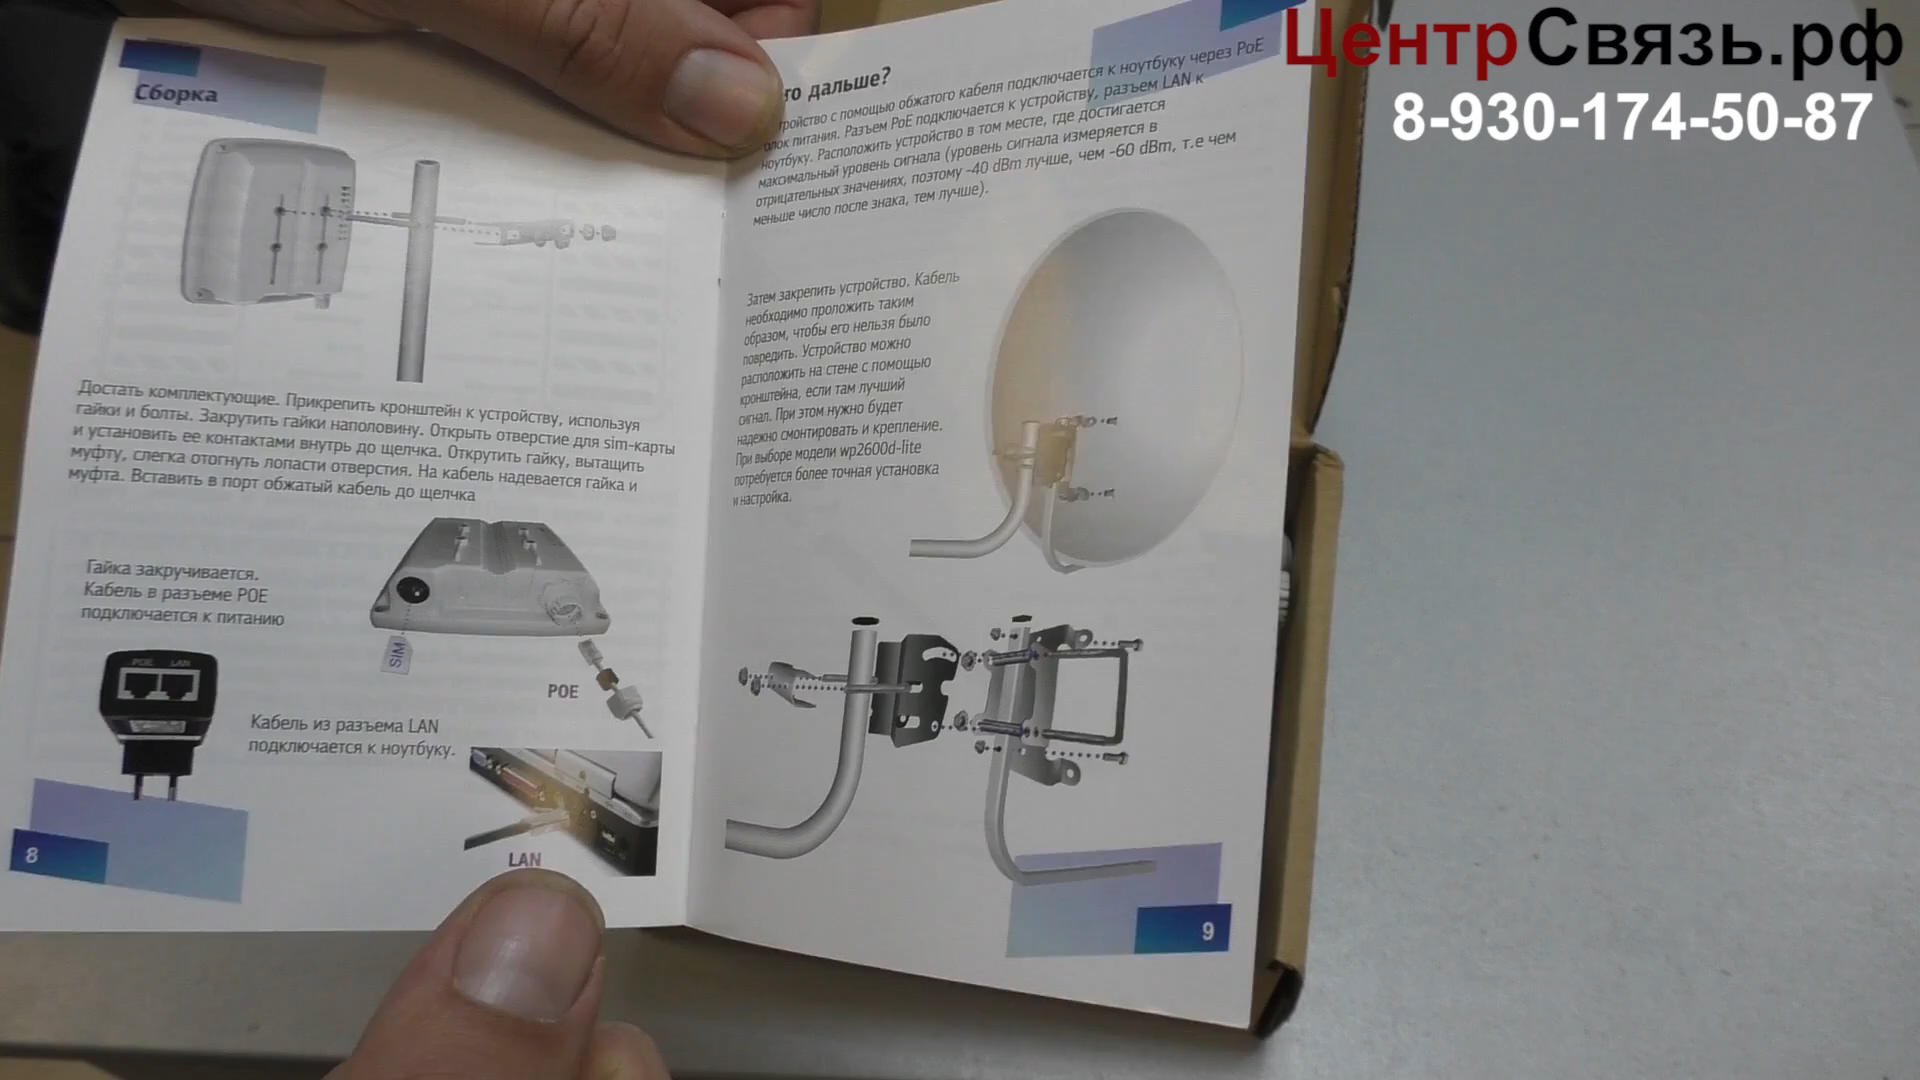 ЦентрСвязь.рф
8-930-174-50-87
Сборка
Достать комплектующие. Прикрепить кронштейн к устройству, используя
гайки и болты. Закрутить гайки наполовину. Открыть отверстие для sim-карты
и установить ее контактами внутрь до щелчка. Открутить гайку, вытащить
муфту, слегка отогнуть лопасти отверстия. На кабель надевается гайка и
муфта. Вставить в порт обжатый кабель до щелчка
Гайка закручивается.
Кабель в разъеме POE
подключается к питанию
SIM
POE
POE LAN
Кабель из разъема LAN
подключается к ноутбуку.
LAN
8
то дальше?
тройство с помощью обжатого кабеля подключается к ноутбуку через PoE
блок питания. Разъем PoE подключается к устройству, разъем LAN к
ноутбуку. Расположить устройство в том месте, где достигается
максимальный уровень сигнала (уровень сигнала измеряется в
отрицательных значениях, поэтому -40 dBm лучше, чем -60 dBm, т.е чем
меньше число после знака, тем лучше).
Затем закрепить устройство. Кабель
необходимо проложить таким
образом, чтобы его нельзя было
повредить. Устройство можно
расположить на стене с помощью
кронштейна, если там лучший
сигнал. При этом нужно будет
надежно смонтировать и крепление.
При выборе модели wp2600d-lite
потребуется более точная установка
и настройка.
9